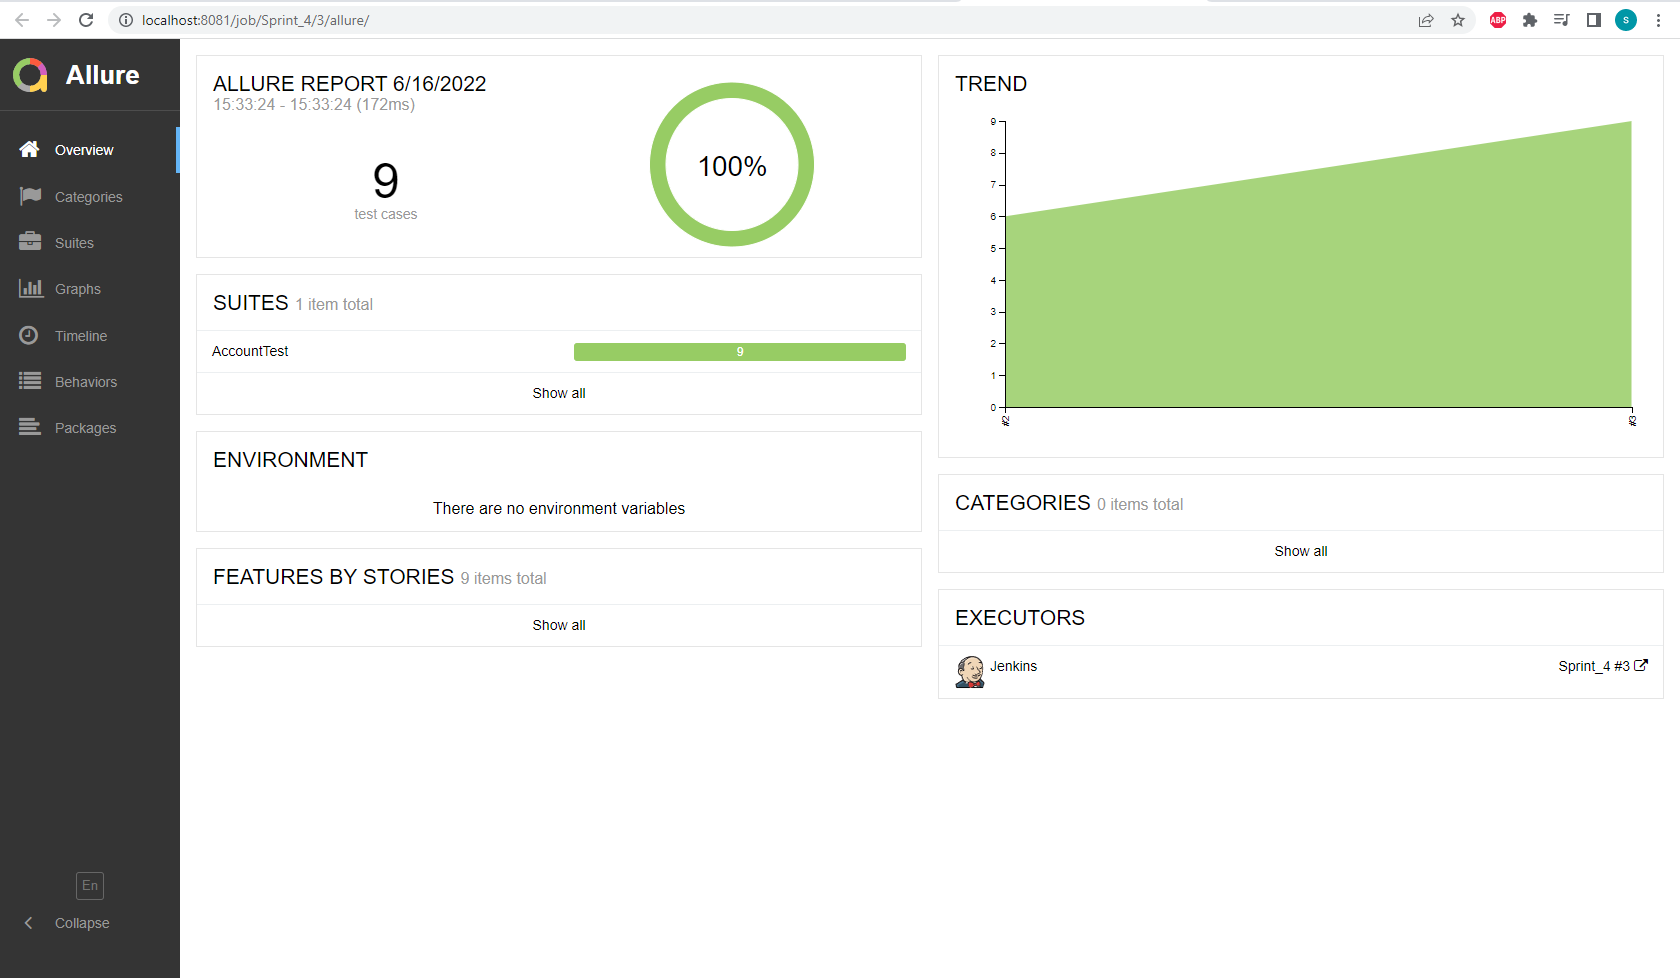 localhost:8081/job/Sprint_4/3/allure/
ABP
S
Allure
Overview
Categories
Suites
Graphs
Timeline
Behaviors
Packages
En
Collapse
ALLURE REPORT 6/16/2022
15:33:24 - 15:33:24 (172ms)
9
test cases
100%
SUITES 1 item total
AccountTest 9
Show all
ENVIRONMENT
There are no environment variables
FEATURES BY STORIES 9 items total
Show all
TREND
9
8
7
6
5
4
3
2
1
0
#2
#3
CATEGORIES 0 items total
Show all
EXECUTORS
Jenkins Sprint_4 #3